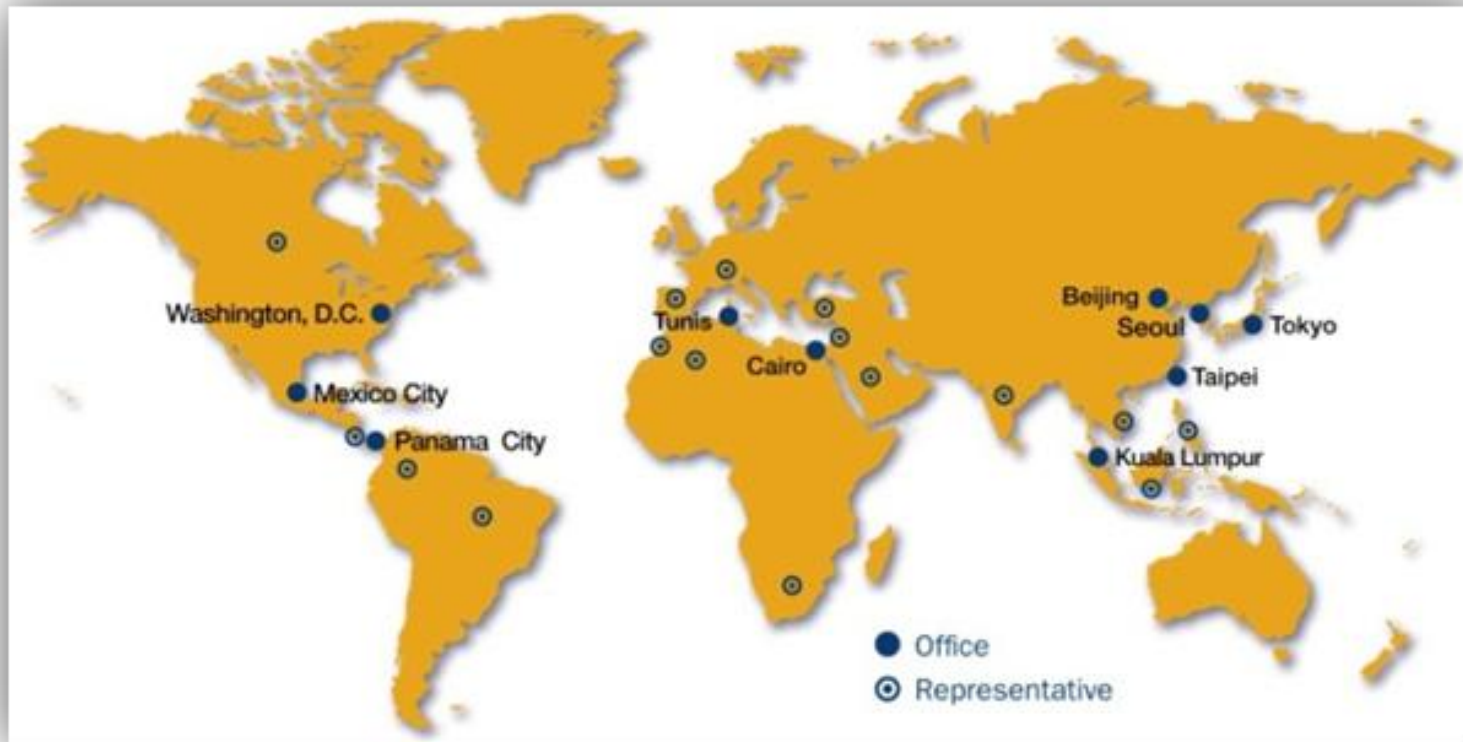 Washington, D.C.
Mexico City
Panama City
Tunis
Cairo
Beijing
Seoul
Tokyo
Taipei
Kuala Lumpur
Office
Representative